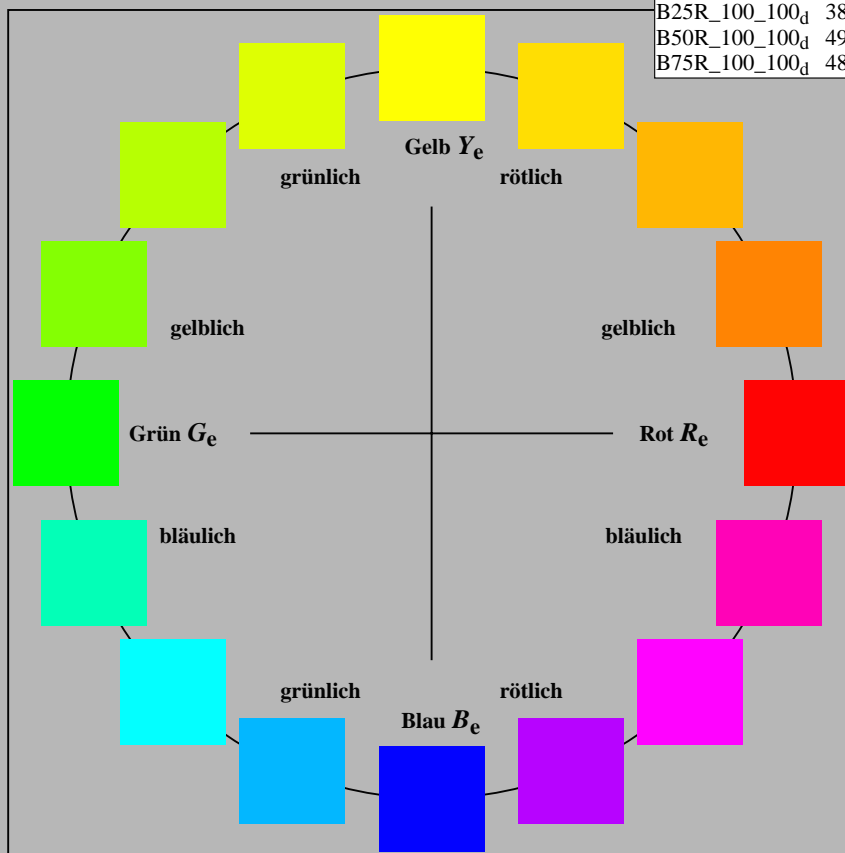 B25R_100_100d 38
B50R_100_100d 49
B75R_100_100d 48
Gelb Ye
grünlich rötlich
gelblich gelblich
Grün Ge Rot Re
bläulich bläulich
grünlich rötlich
Blau Be